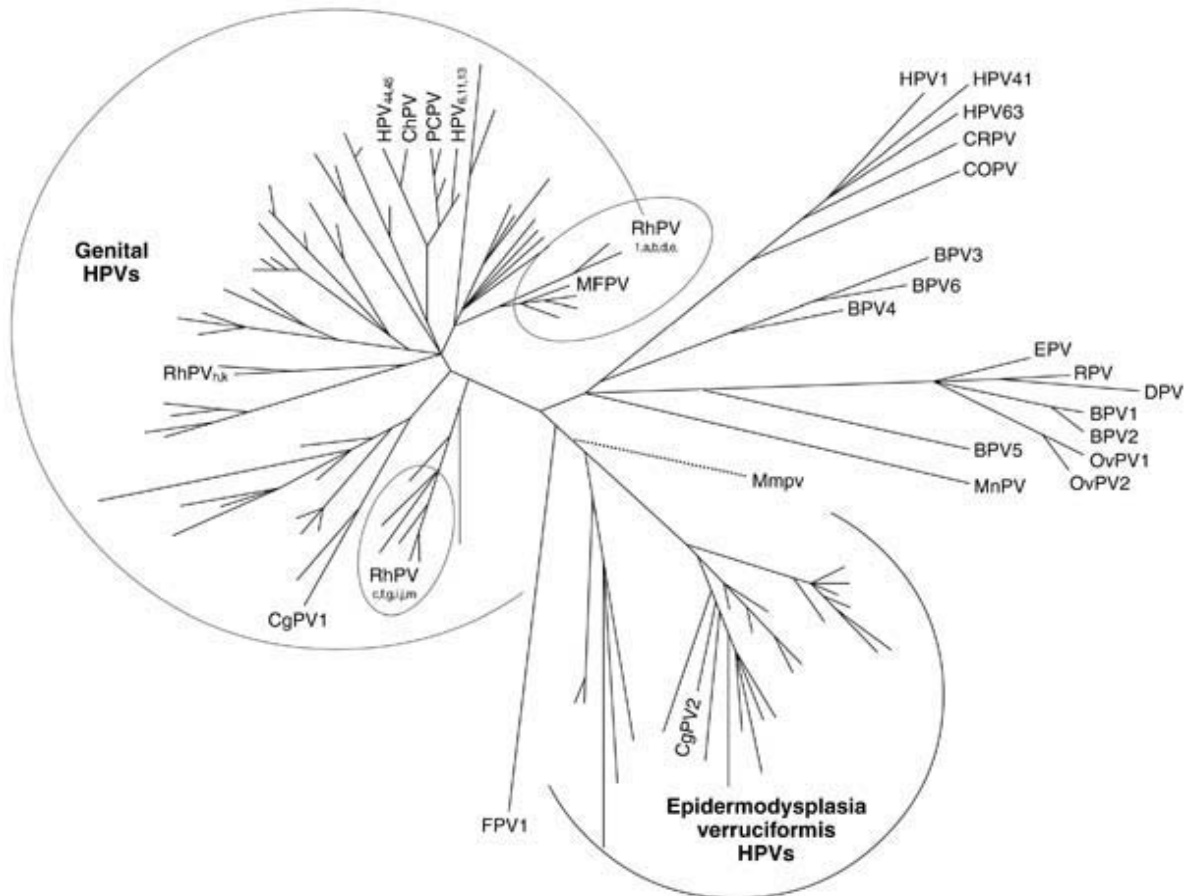 HPV44,45
ChPV
PCPV
HPV6,11,13
HPV1
HPV41
HPV63
CRPV
COPV
Genital
HPVs
RhPV
1,a,b,d,e,
MFPV
BPV3
BPV6
BPV4
EPV
RPV
DPV
BPV1
BPV2
OvPV1
OvPV2
BPV5
MnPV
RhPVh,k
Mmpv
RhPV
c,f,g,i,j,m
CgPV1
CgPV2
FPV1
Epidermodysplasia
verruciformis
HPVs